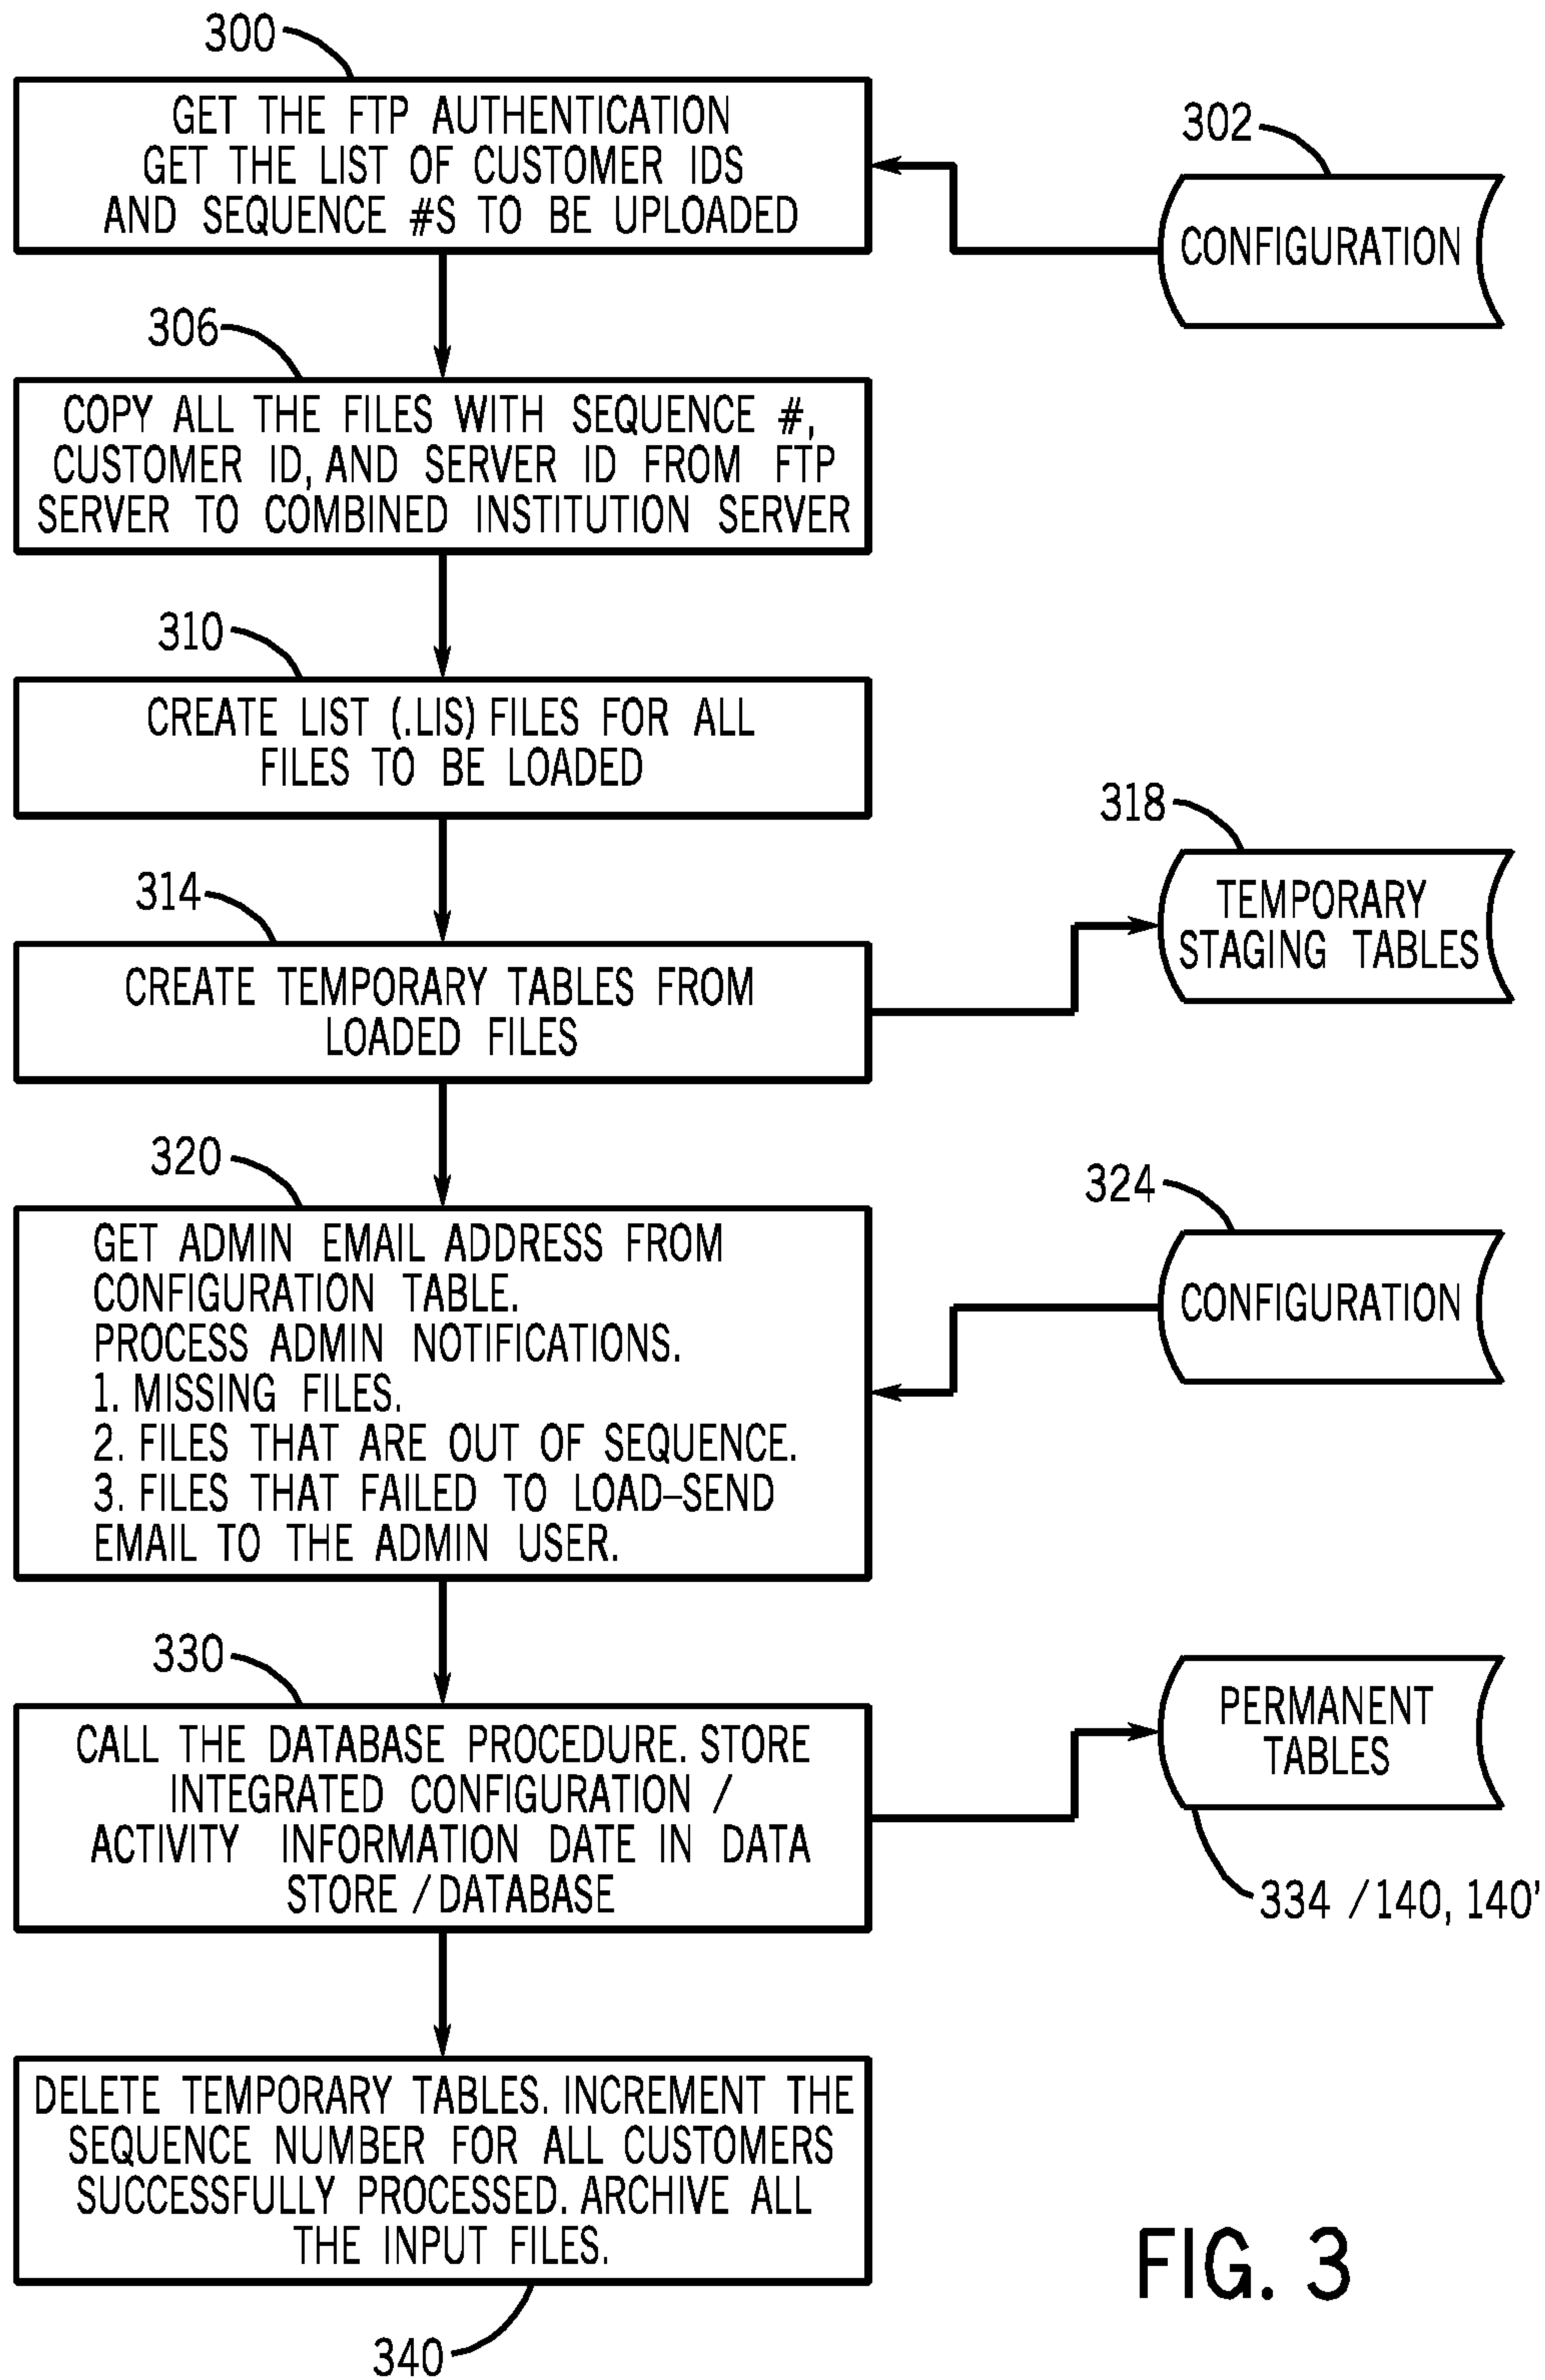 300
GET THE FTP AUTHENTICATION
GET THE LIST OF CUSTOMER IDS
AND SEQUENCE #S TO BE UPLOADED
302
CONFIGURATION
306
COPY ALL THE FILES WITH SEQUENCE #,
CUSTOMER ID, AND SERVER ID FROM FTP
SERVER TO COMBINED INSTITUTION SERVER
310
CREATE LIST (.LIS) FILES FOR ALL
FILES TO BE LOADED
314
CREATE TEMPORARY TABLES FROM
LOADED FILES
318
TEMPORARY
STAGING TABLES
320
GET ADMIN EMAIL ADDRESS FROM
CONFIGURATION TABLE.
PROCESS ADMIN NOTIFICATIONS.
1. MISSING FILES.
2. FILES THAT ARE OUT OF SEQUENCE.
3. FILES THAT FAILED TO LOAD–SEND
EMAIL TO THE ADMIN USER.
324
CONFIGURATION
330
CALL THE DATABASE PROCEDURE. STORE
INTEGRATED CONFIGURATION /
ACTIVITY INFORMATION DATE IN DATA
STORE / DATABASE
PERMANENT
TABLES
334 / 140, 140'
DELETE TEMPORARY TABLES. INCREMENT THE
SEQUENCE NUMBER FOR ALL CUSTOMERS
SUCCESSFULLY PROCESSED. ARCHIVE ALL
THE INPUT FILES.
340
FIG. 3